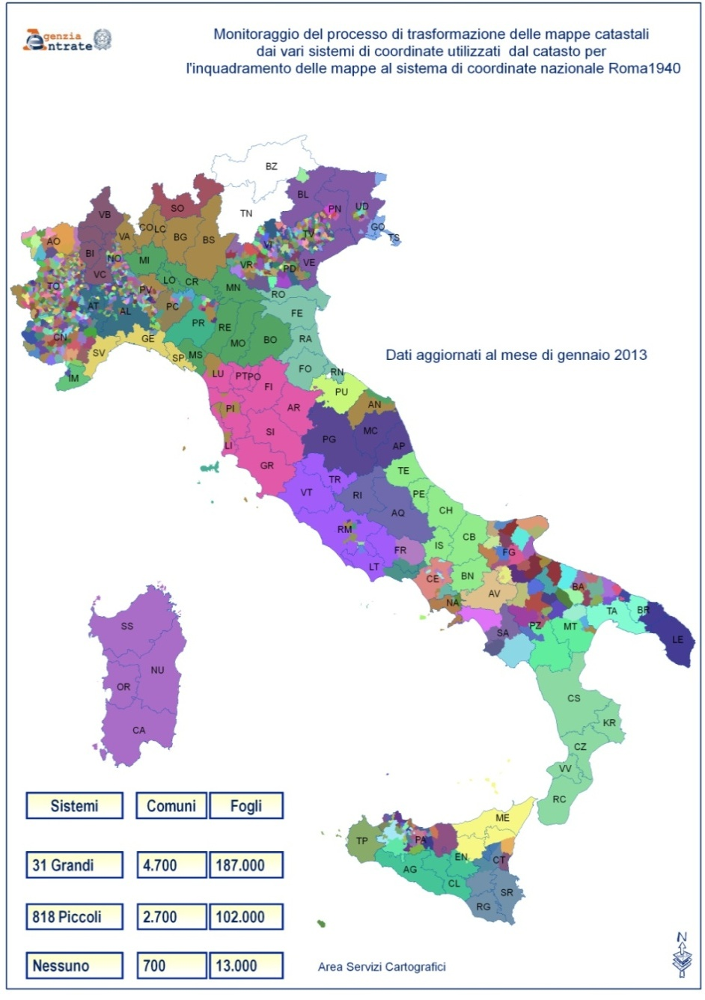 Agenzia
Entrate
Monitoraggio del processo di trasformazione delle mappe catastali
dai vari sistemi di coordinate utilizzati dal catasto per
l'inquadramento delle mappe al sistema di coordinate nazionale Roma1940
BZ
BL
TN
SO
PN
UD
VB
CO
LC
VA
BG
BS
AO
TV
GO
TS
VI
BI
NO
MI
VR
PD
VE
VC
LO
CR
MN
TO
PV
RO
AT
AL
PC
FE
PR
RE
CN
GE
MO
BO
RA
SV
SP
MS
FO
RN
IM
LU
PT
PO
FI
PU
Dati aggiornati al mese di gennaio 2013
PI
AR
AN
SI
PG
MC
LI
AP
GR
TE
TR
VT
RI
PE
AQ
CH
RM
CB
FR
IS
FG
LT
CE
BN
BA
AV
NA
TA
BR
SA
PZ
MT
LE
SS
NU
OR
CA
CS
KR
CZ
VV
RC
ME
TP
PA
EN
CT
AG
CL
SR
RG
Sistemi
Comuni
Fogli
31 Grandi
4.700
187.000
818 Piccoli
2.700
102.000
Nessuno
700
13.000
Area Servizi Cartografici
N